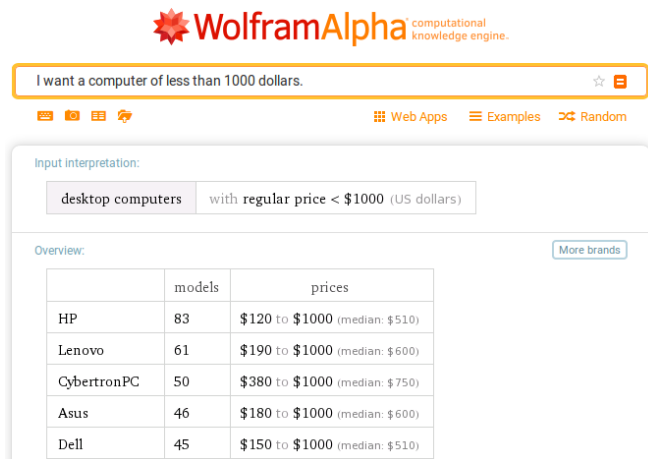 WolframAlpha computational
knowledge engine.
I want a computer of less than 1000 dollars.
Web Apps Examples Random
Input interpretation:
desktop computers with regular price < $1000 (US dollars)
Overview: More brands
models prices
HP 83 $120 to $1000 (median: $510)
Lenovo 61 $190 to $1000 (median: $600)
CybertronPC 50 $380 to $1000 (median: $750)
Asus 46 $180 to $1000 (median: $600)
Dell 45 $150 to $1000 (median: $510)